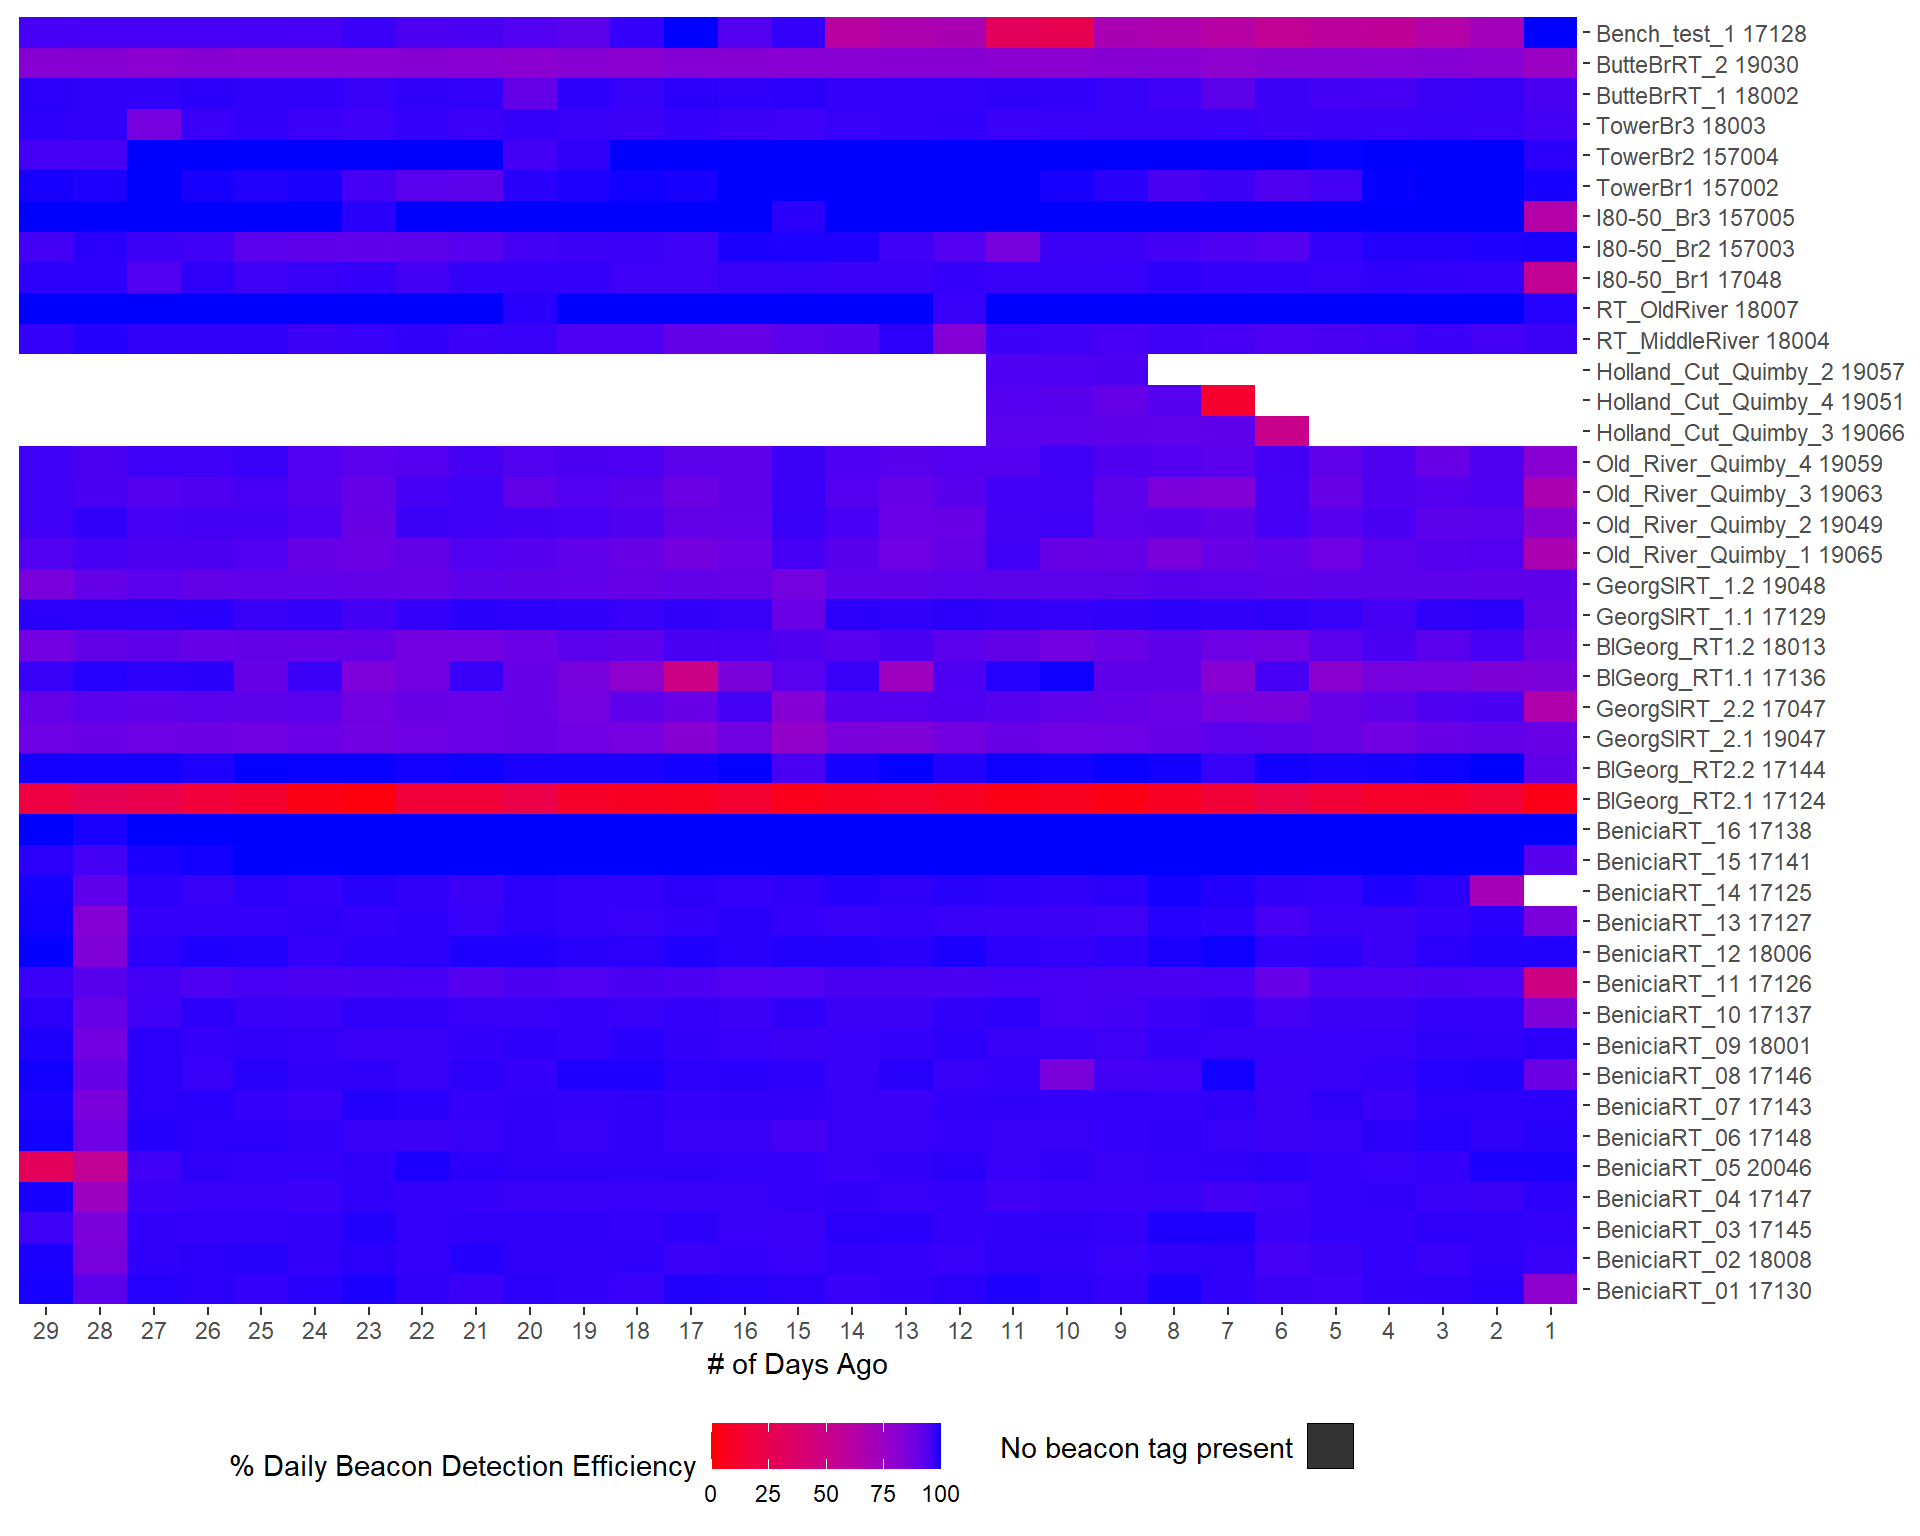 Bench_test_1 17128
ButteBrRT_2 19030
ButteBrRT_1 18002
TowerBr3 18003
TowerBr2 157004
TowerBr1 157002
I80-50_Br3 157005
I80-50_Br2 157003
I80-50_Br1 17048
RT_OldRiver 18007
RT_MiddleRiver 18004
Holland_Cut_Quimby_2 19057
Holland_Cut_Quimby_4 19051
Holland_Cut_Quimby_3 19066
Old_River_Quimby_4 19059
Old_River_Quimby_3 19063
Old_River_Quimby_2 19049
Old_River_Quimby_1 19065
GeorgSlRT_1.2 19048
GeorgSlRT_1.1 17129
BlGeorg_RT1.2 18013
BlGeorg_RT1.1 17136
GeorgSlRT_2.2 17047
GeorgSlRT_2.1 19047
BlGeorg_RT2.2 17144
BlGeorg_RT2.1 17124
BeniciaRT_16 17138
BeniciaRT_15 17141
BeniciaRT_14 17125
BeniciaRT_13 17127
BeniciaRT_12 18006
BeniciaRT_11 17126
BeniciaRT_10 17137
BeniciaRT_09 18001
BeniciaRT_08 17146
BeniciaRT_07 17143
BeniciaRT_06 17148
BeniciaRT_05 20046
BeniciaRT_04 17147
BeniciaRT_03 17145
BeniciaRT_02 18008
BeniciaRT_01 17130
29 28 27 26 25 24 23 22 21 20 19 18 17 16 15 14 13 12 11 10 9 8 7 6 5 4 3 2 1
# of Days Ago
% Daily Beacon Detection Efficiency
0 25 50 75 100
No beacon tag present